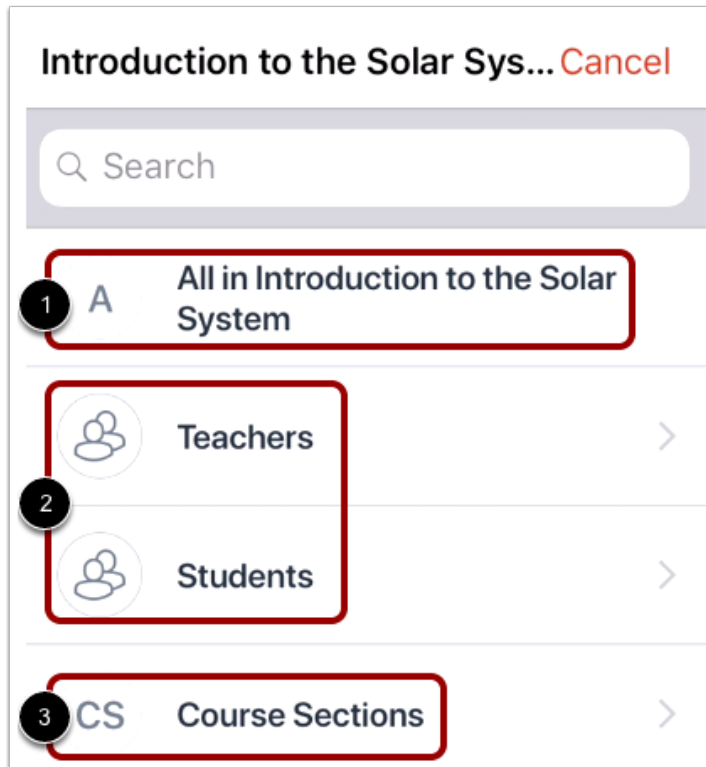 Introduction to the Solar Sys... Cancel
Search
1
A
All in Introduction to the Solar
System
Teachers
2
Students
3
CS
Course Sections